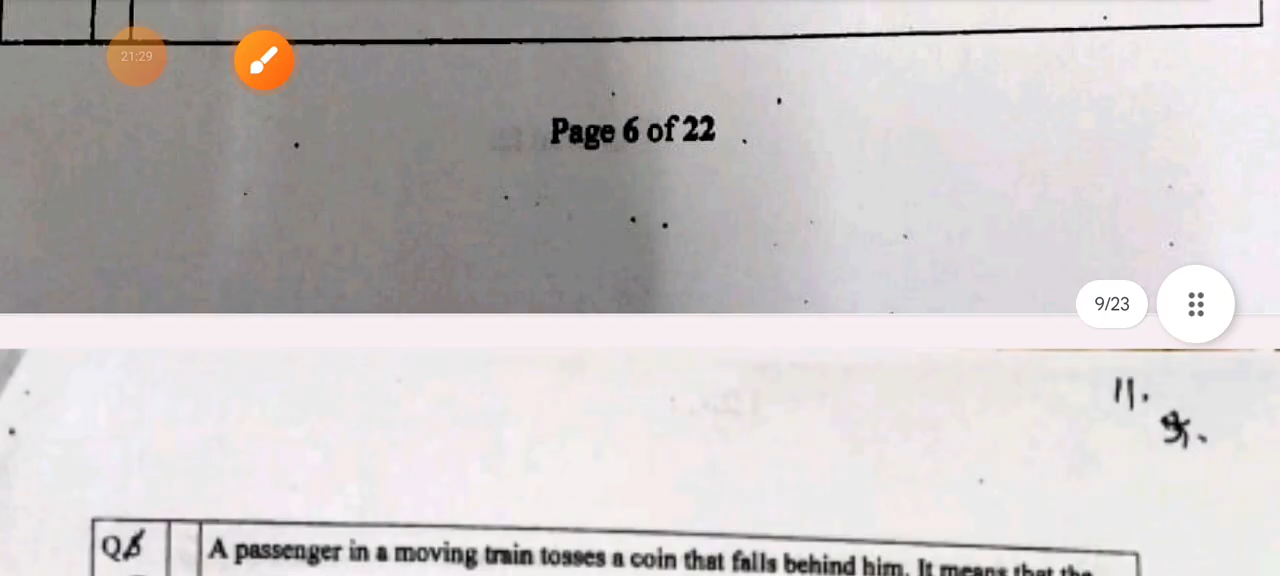 21:29
Page 6 of 22
9/23
11.
Q
A passenger in a moving train tosses a coin that falls behind him. It means that the